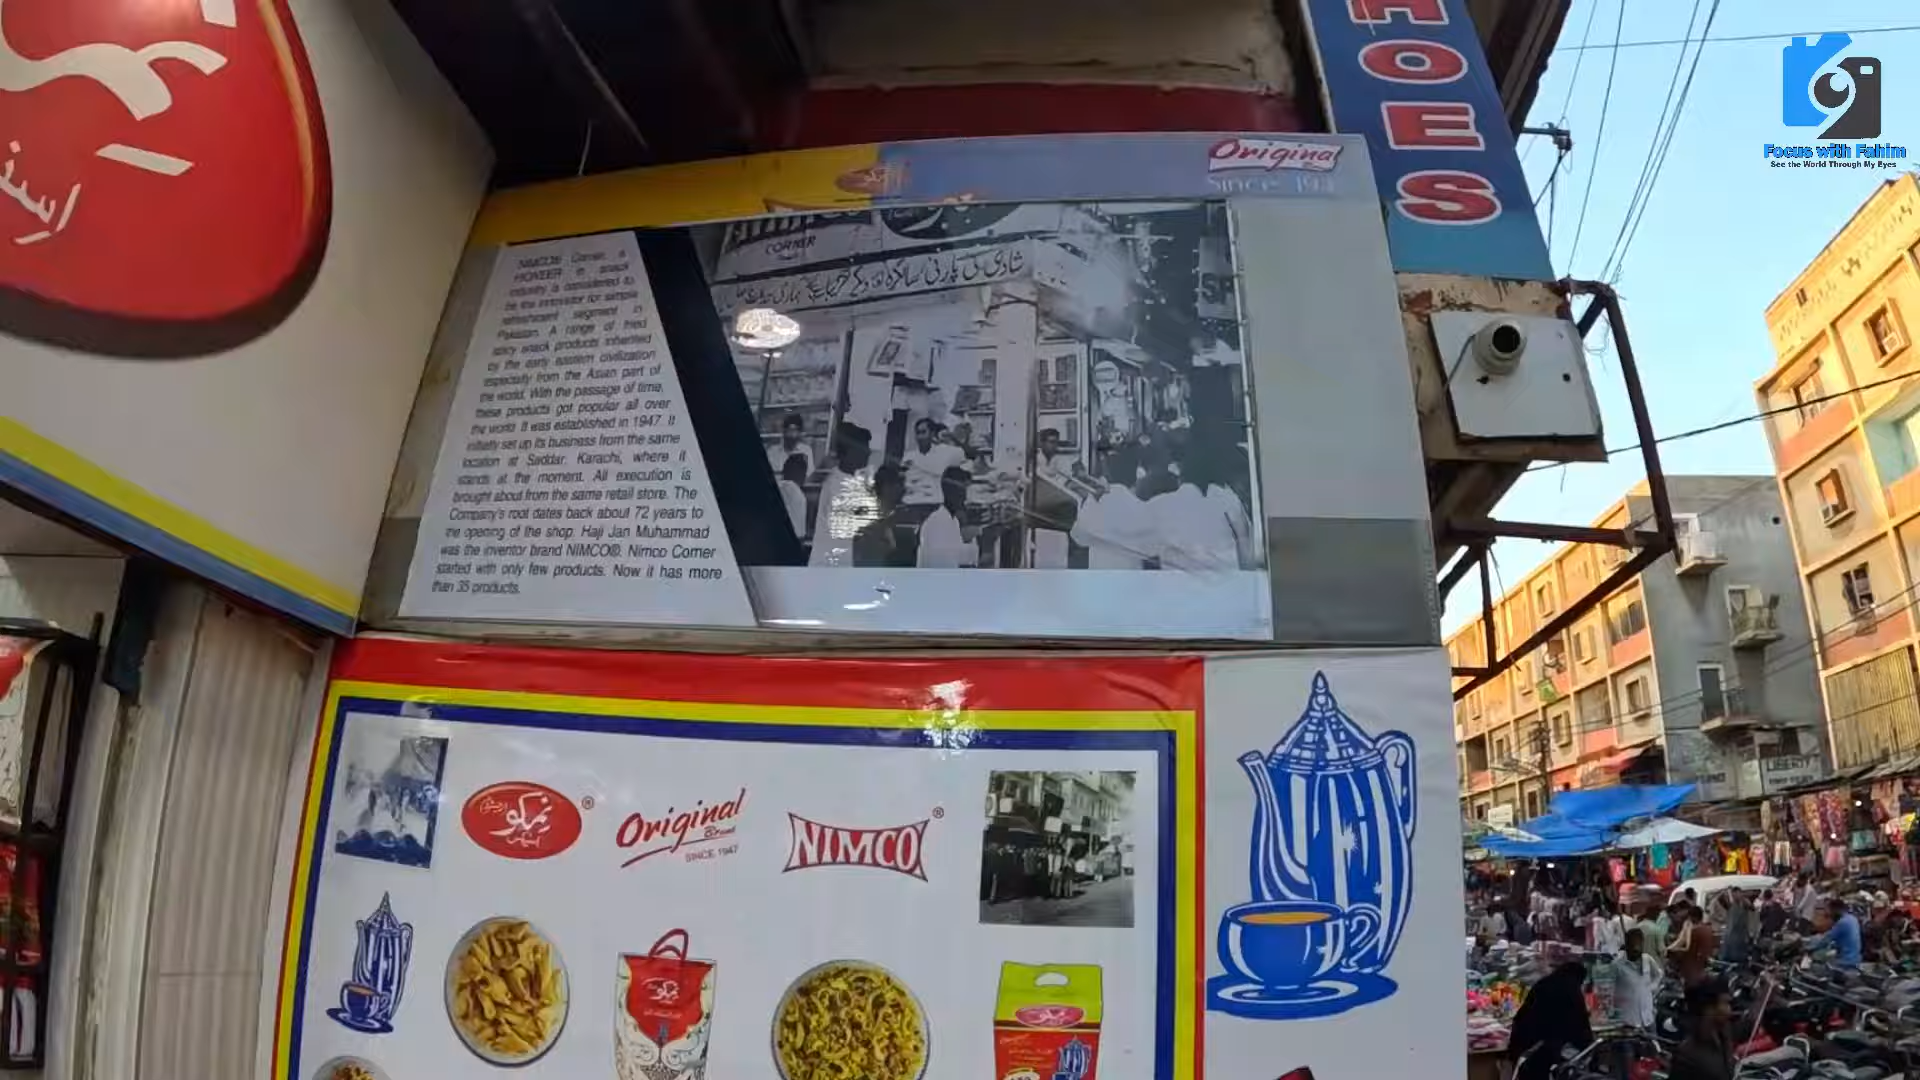 HOES
Focus with Fahim
See the World Through My Eyes
Original
Since
CORNER
شادی کی پارٹی سالگرہ
NIMCO® Corner, a
PIONEER in snack
industry is considered to
be the innovator for simple
refreshment segment in
Pakistan. A range of fried
spicy snack products inherited
by the early eastern civilization
especially from the Asian part of
the world. With the passage of time,
these products got popular all over
the world. It was established in 1947. It
initially set up its business from the same
location at Saddar, Karachi, where it
stands at the moment. All execution is
brought about from the same retail store. The
Company's root dates back about 72 years to
the opening of the shop. Haji Jan Muhammad
was the inventor brand NIMCO®. Nimco Corner
started with only few products. Now it has more
than 35 products.
نمکو ®
Original
Brand
SINCE 1947
NIMCO®
نمکو
LIBERTY